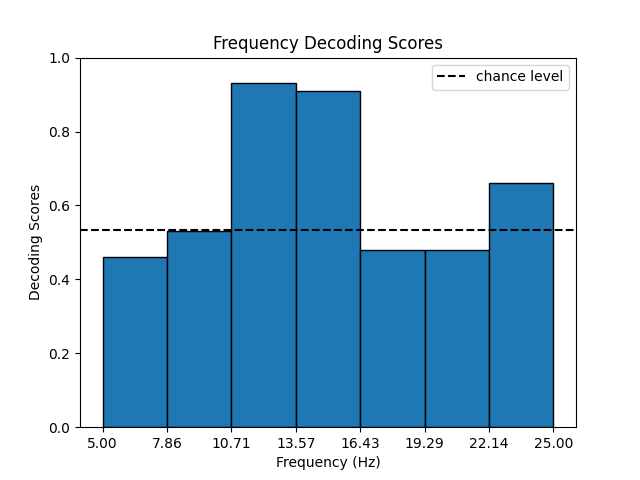 Frequency Decoding Scores
chance level
Decoding Scores
1.0
0.8
0.6
0.4
0.2
0.0
5.00 7.86 10.71 13.57 16.43 19.29 22.14 25.00
Frequency (Hz)